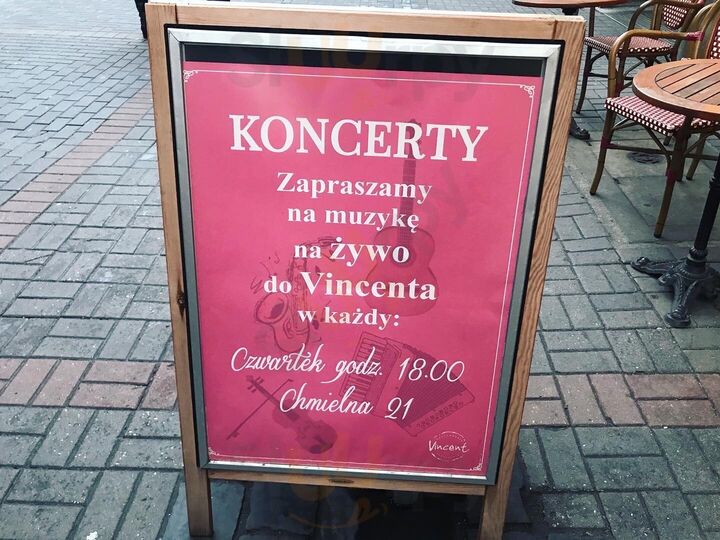 KONCERTY
Zapraszamy
na muzykę
na żywo
do Vincenta
w każdy:
Czwartek godz. 18.00
Chmielna 21
Vincent